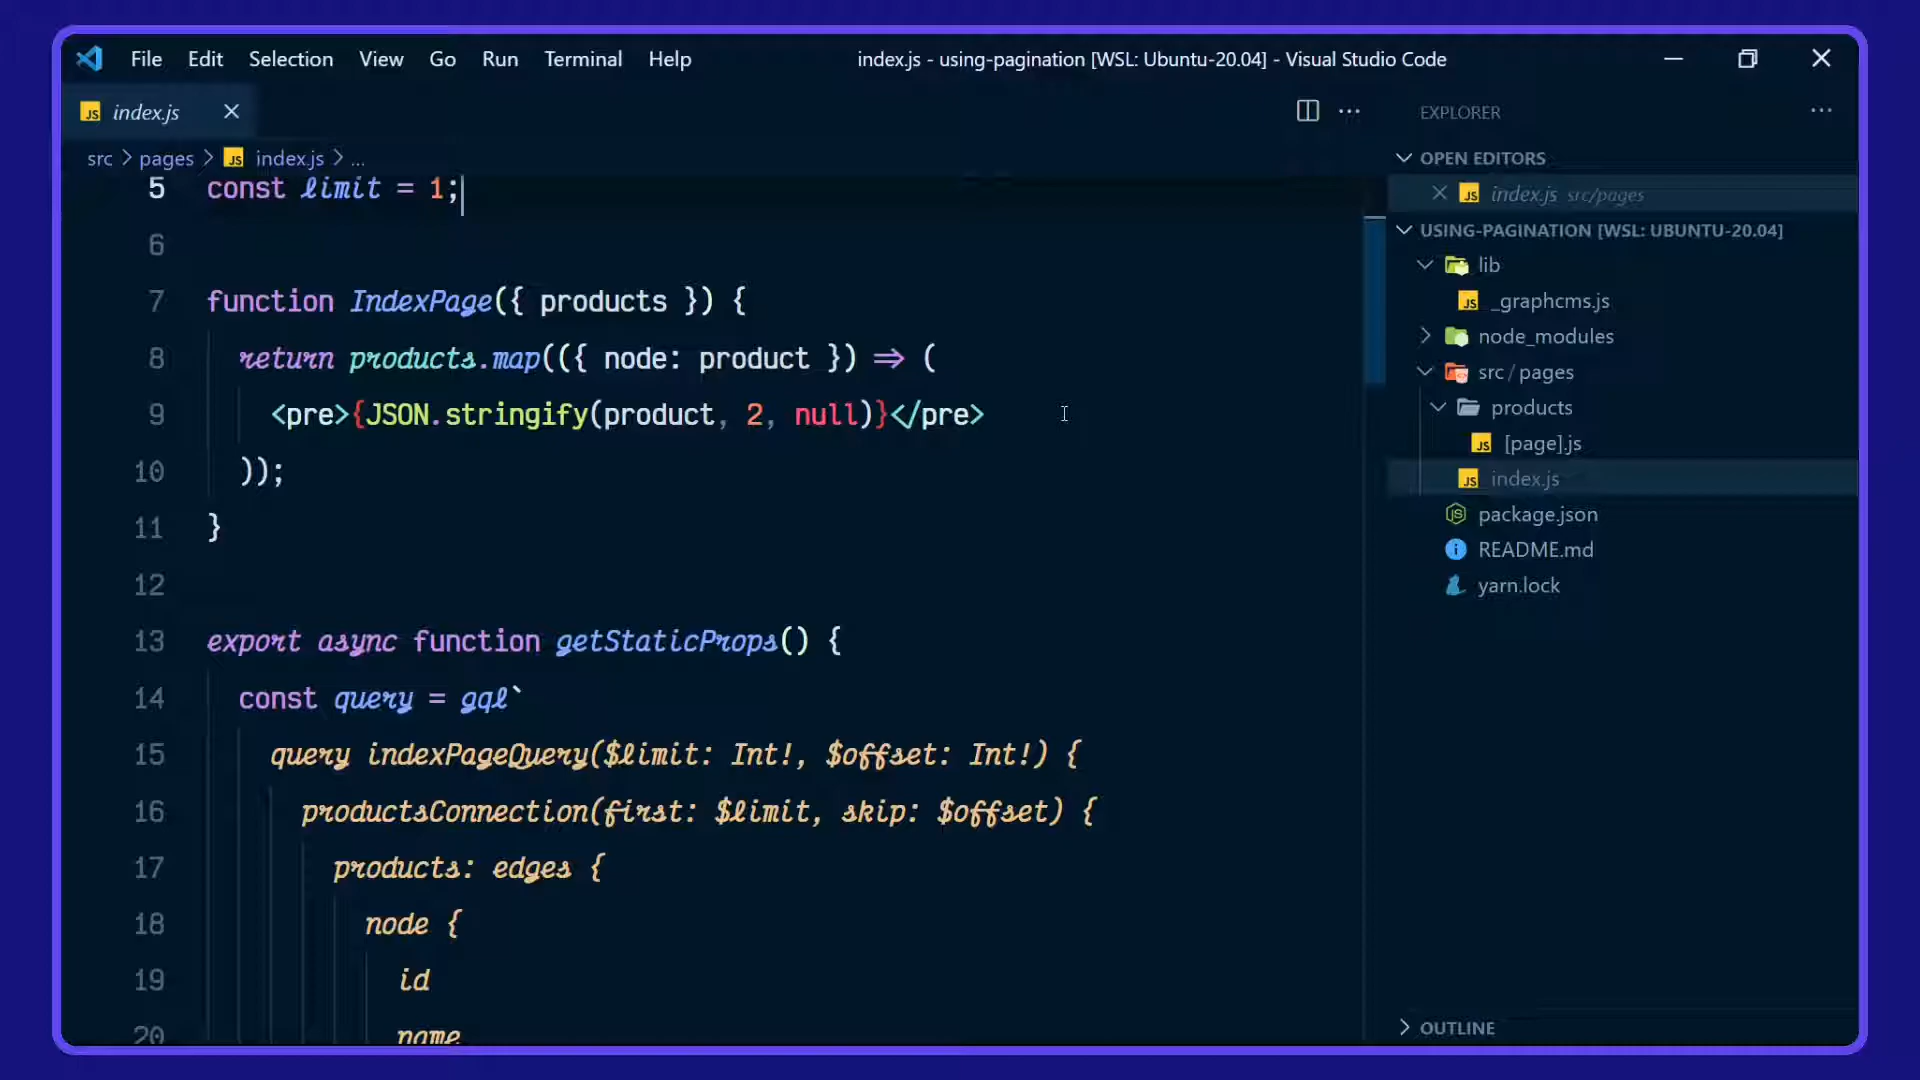 File Edit Selection View Go Run Terminal Help
index.js - using-pagination [WSL: Ubuntu-20.04] - Visual Studio Code
index.js
src > pages > index.js > ...
5 const limit = 1;
6
7 function IndexPage({ products }) {
8 return products.map(({ node: product }) => (
9 <pre>{JSON.stringify(product, 2, null)}</pre>
10 ));
11 }
12
13 export async function getStaticProps() {
14 const query = gql`
15 query indexPageQuery($limit: Int!, $offset: Int!) {
16 productsConnection(first: $limit, skip: $offset) {
17 products: edges {
18 node {
19 id
20 name
EXPLORER
OPEN EDITORS
index.js src/pages
USING-PAGINATION [WSL: UBUNTU-20.04]
lib
_graphcms.js
node_modules
src / pages
products
[page].js
index.js
package.json
README.md
yarn.lock
OUTLINE